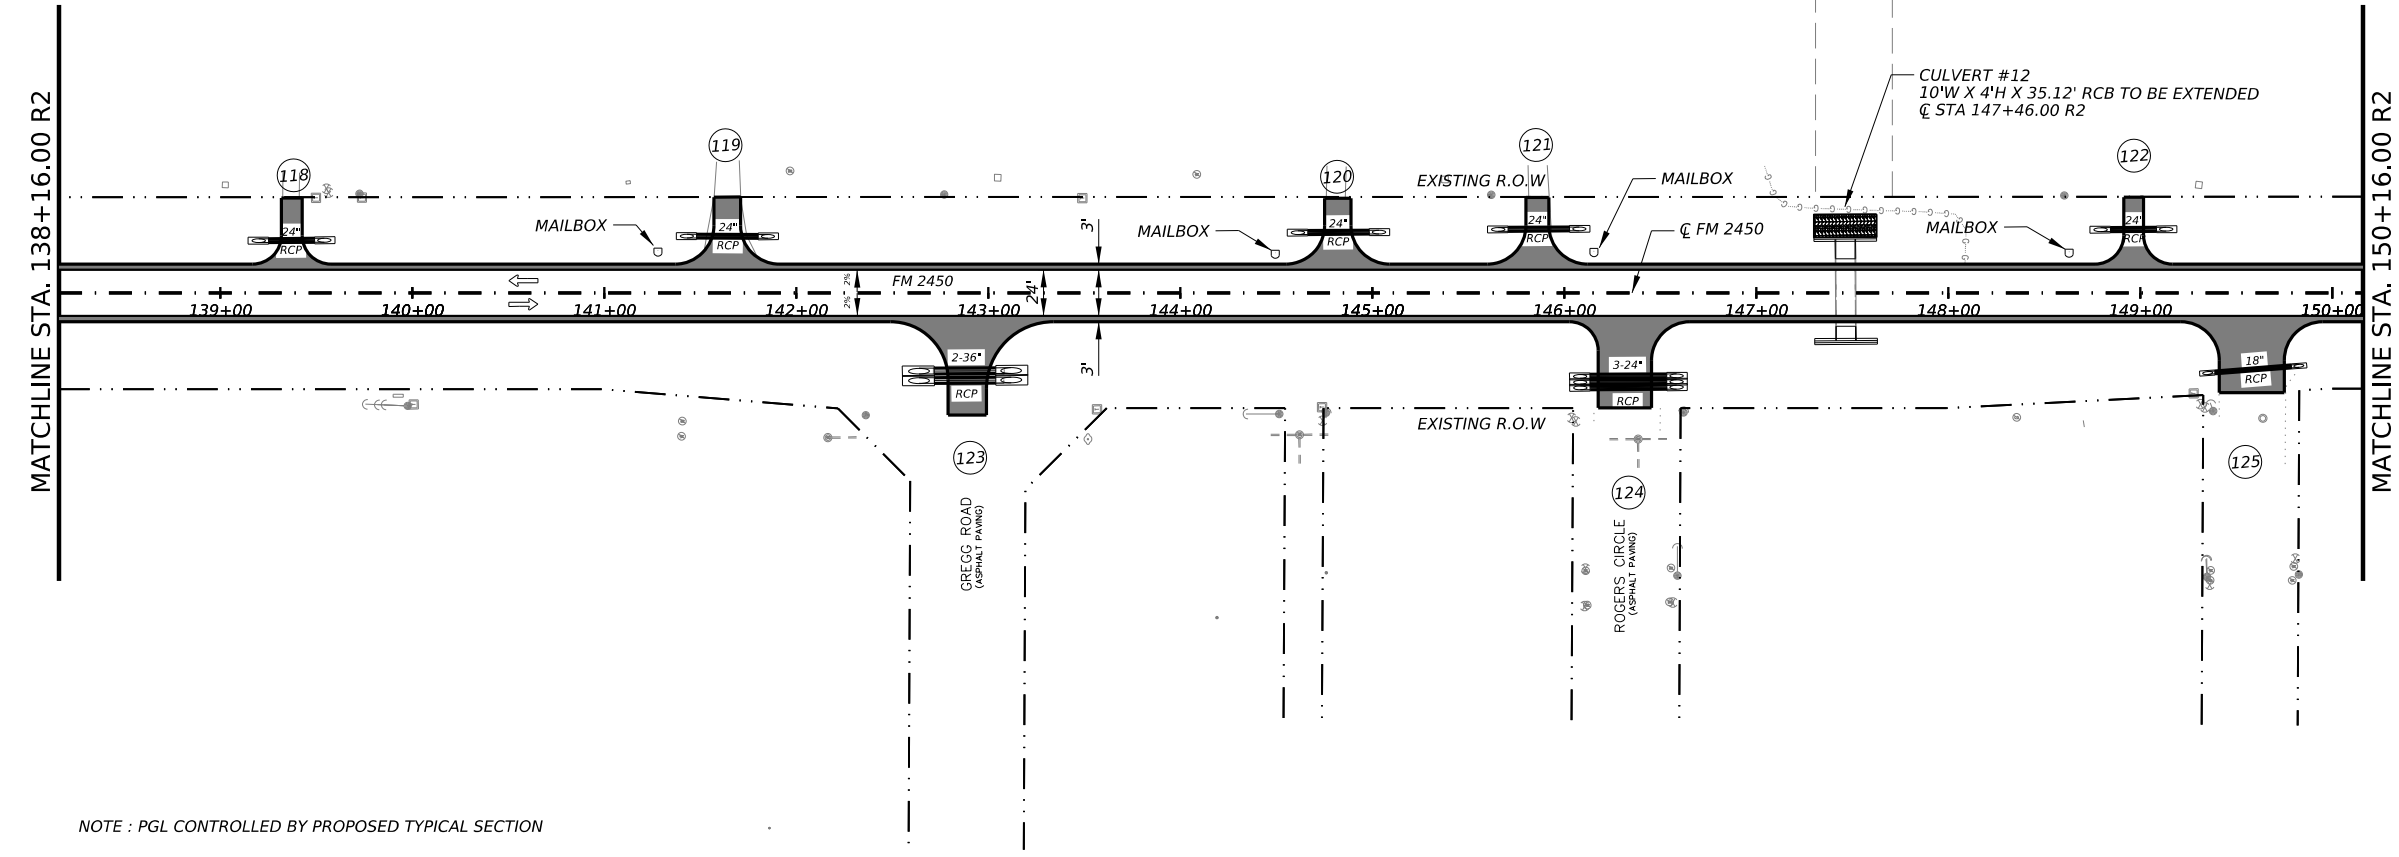 MATCHLINE STA. 138+16.00 R2
MATCHLINE STA. 150+16.00 R2
CULVERT #12
10'W X 4'H X 35.12' RCB TO BE EXTENDED
℄ STA 147+46.00 R2
118
119
120
121
122
EXISTING R.O.W
MAILBOX
MAILBOX
MAILBOX
MAILBOX
℄ FM 2450
24"
RCP
24"
RCP
24"
RCP
24"
RCP
24"
RCP
3'
FM 2450
2%
2%
24'
139+00
140+00
141+00
142+00
143+00
144+00
145+00
146+00
147+00
148+00
149+00
150+00
3'
2-36"
RCP
3-24"
RCP
18"
RCP
EXISTING R.O.W
123
124
125
GREGG ROAD
(ASPHALT PAVING)
ROGERS CIRCLE
(ASPHALT PAVING)
NOTE : PGL CONTROLLED BY PROPOSED TYPICAL SECTION